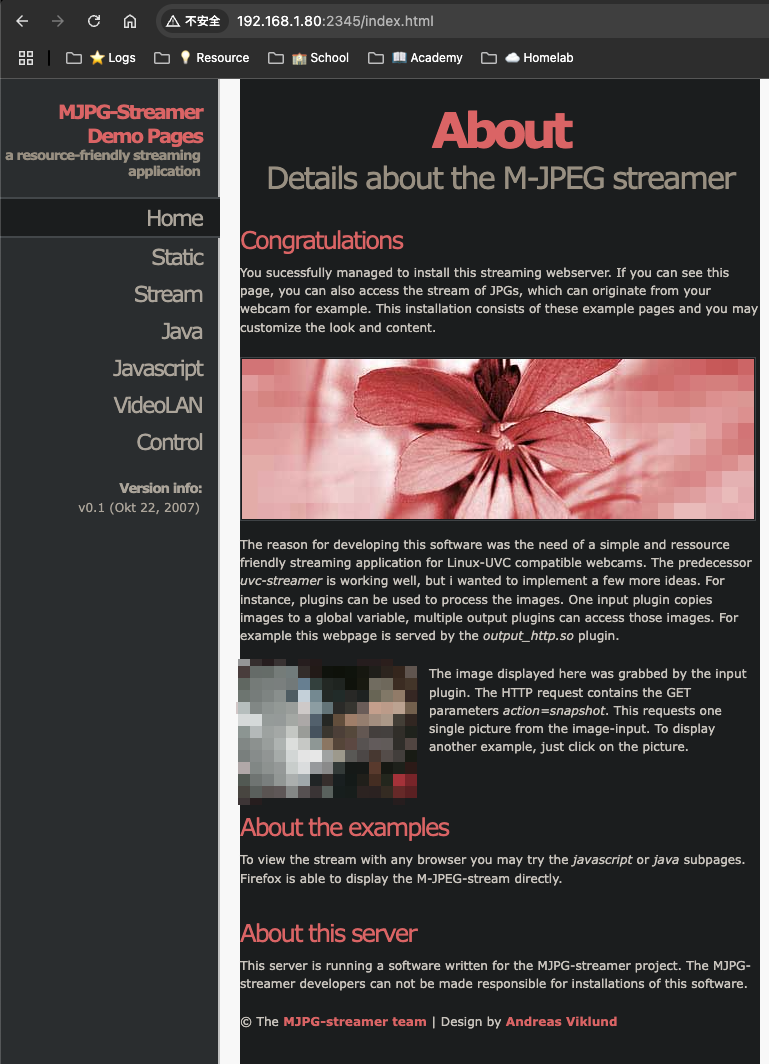 不安全 192.168.1.80:2345/index.html
⭐ Logs 💡 Resource 🏫 School 📖 Academy ☁️ Homelab
MJPG-Streamer
Demo Pages
a resource-friendly streaming
application
Home
Static
Stream
Java
Javascript
VideoLAN
Control
Version info:
v0.1 (Okt 22, 2007)
About
Details about the M-JPEG streamer
Congratulations
You sucessfully managed to install this streaming webserver. If you can see this
page, you can also access the stream of JPGs, which can originate from your
webcam for example. This installation consists of these example pages and you may
customize the look and content.
The reason for developing this software was the need of a simple and ressource
friendly streaming application for Linux-UVC compatible webcams. The predecessor
uvc-streamer is working well, but i wanted to implement a few more ideas. For
instance, plugins can be used to process the images. One input plugin copies
images to a global variable, multiple output plugins can access those images. For
example this webpage is served by the output_http.so plugin.
The image displayed here was grabbed by the input
plugin. The HTTP request contains the GET
parameters action=snapshot. This requests one
single picture from the image-input. To display
another example, just click on the picture.
About the examples
To view the stream with any browser you may try the javascript or java subpages.
Firefox is able to display the M-JPEG-stream directly.
About this server
This server is running a software written for the MJPG-streamer project. The MJPG-
streamer developers can not be made responsible for installations of this software.
© The MJPG-streamer team | Design by Andreas Viklund